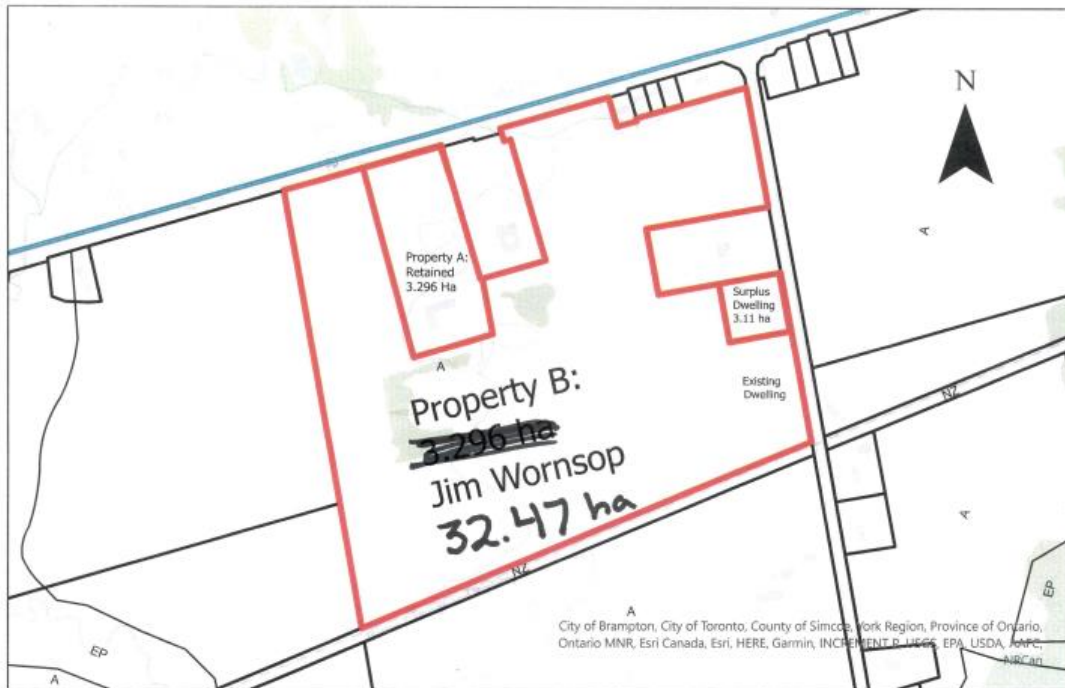 N
A
Property A:
Retained
3.296 Ha
Surplus
Dwelling
3.11 ha
A
Existing
Dwelling
NZ
Property B:
3.296 ha
Jim Wornsop
32.47 ha
A
NZ
EP
A
EP
A
City of Brampton, City of Toronto, County of Simcoe, York Region, Province of Ontario,
Ontario MNR, Esri Canada, Esri, HERE, Garmin, INCREMENT P, USGS, EPA, USDA, AAFC,
NRCan